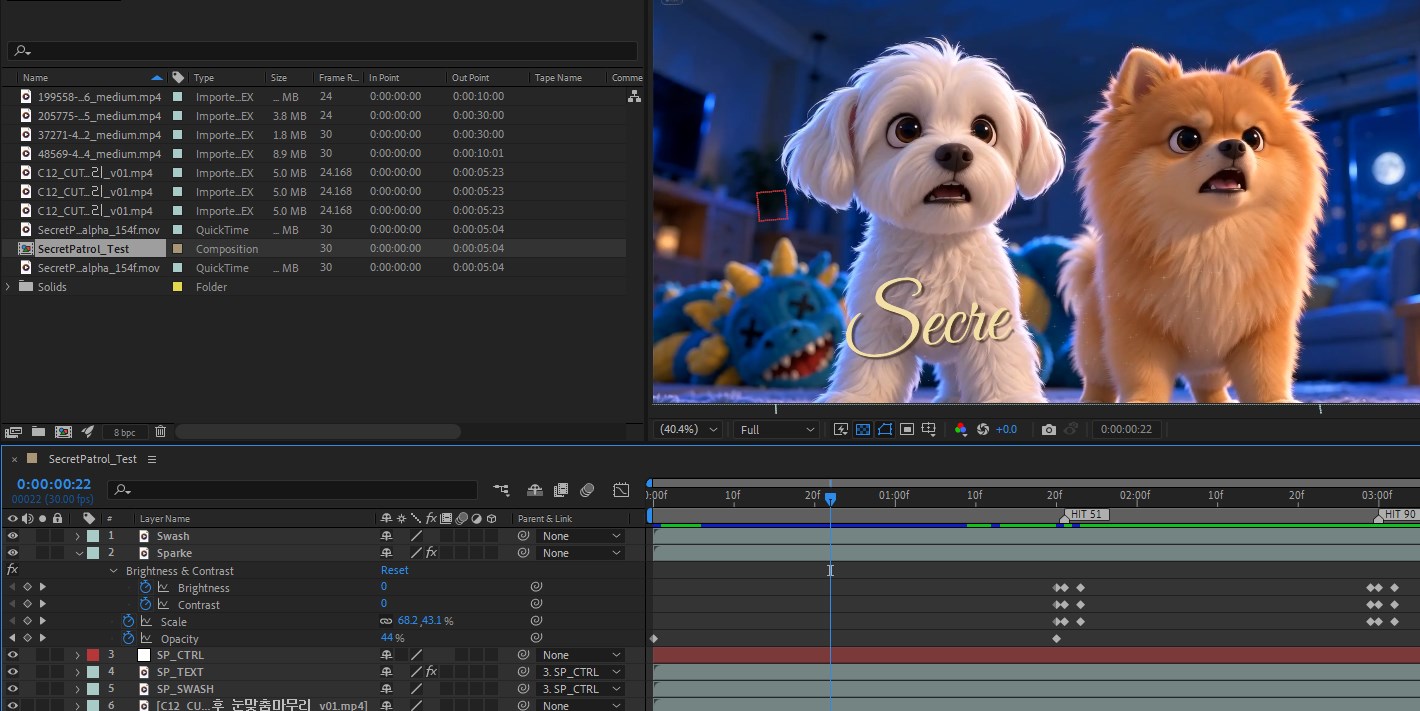 Name Type Size Frame R... In Point Out Point Tape Name Comme
199558-..6_medium.mp4 Importe...EX ... MB 24 0:00:00:00 0:00:10:00
205775-..5_medium.mp4 Importe...EX 3.8 MB 24 0:00:00:00 0:00:30:00
37271-4..2_medium.mp4 Importe...EX 1.8 MB 30 0:00:00:00 0:00:30:00
48569-4..4_medium.mp4 Importe...EX 8.9 MB 30 0:00:00:00 0:00:10:01
C12_CUT...리_v01.mp4 Importe...EX 5.0 MB 24.168 0:00:00:00 0:00:05:23
C12_CUT...리_v01.mp4 Importe...EX 5.0 MB 24.168 0:00:00:00 0:00:05:23
C12_CUT...리_v01.mp4 Importe...EX 5.0 MB 24.168 0:00:00:00 0:00:05:23
SecretP...alpha_154f.mov QuickTime ... MB 30 0:00:00:00 0:00:05:04
SecretPatrol_Test Composition 30 0:00:00:00 0:00:05:04
SecretP...alpha_154f.mov QuickTime ... MB 30 0:00:00:00 0:00:05:04
Solids Folder
8 bpc
Secre
(40.4%) Full +0.0 0:00:00:22
SecretPatrol_Test
0:00:00:22
00022 (30.00 fps)
:00f 10f 20f 01:00f 10f 20f 02:00f 10f 20f 03:00f
HIT 51 HIT 90
# Layer Name fx Parent & Link
1 Swash None
2 Sparke fx None
fx Brightness & Contrast Reset
Brightness 0
Contrast 0
Scale 68.2,43.1 %
Opacity 44 %
3 SP_CTRL None
4 SP_TEXT fx 3. SP_CTRL
5 SP_SWASH 3. SP_CTRL
6 [C12_CU...후_눈맞춤마무리_v01.mp4] None